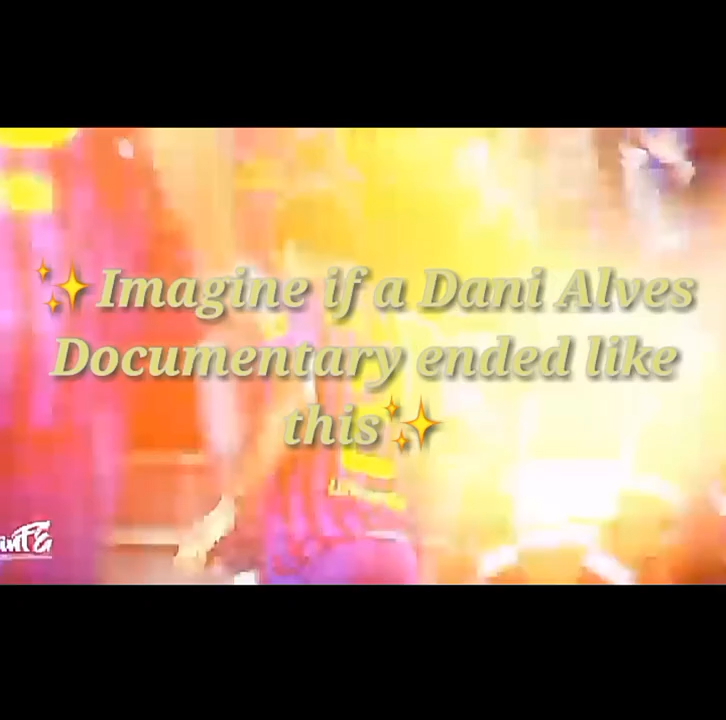 ✨Imagine if a Dani Alves
Documentary ended like
this✨